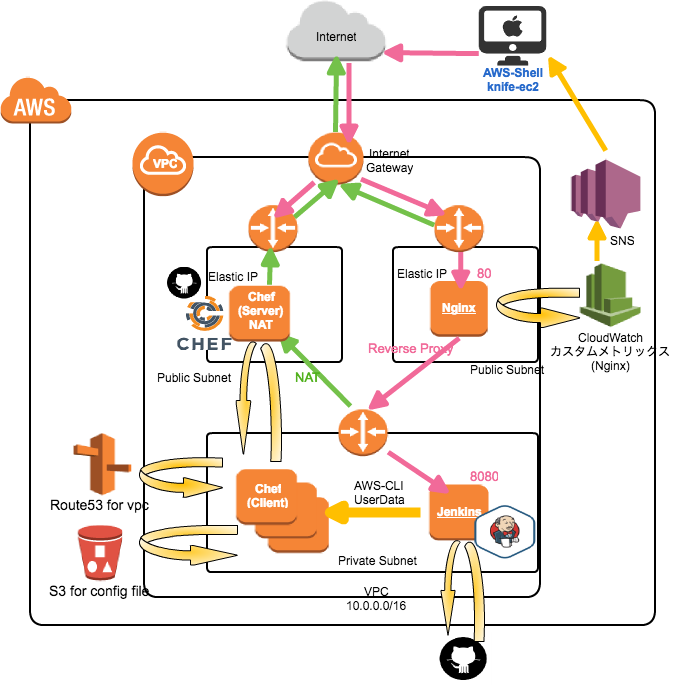 Internet
AWS-Shell
knife-ec2
AWS
VPC
Internet
Gateway
SNS
Elastic IP
Elastic IP
80
Chef
(Server)
NAT
CHEF
Nginx
CloudWatch
カスタムメトリックス
(Nginx)
Reverse Proxy
Public Subnet
NAT
Public Subnet
Route53 for vpc
Chef
(Client)
AWS-CLI
UserData
8080
Jenkins
S3 for config file
Private Subnet
VPC
10.0.0.0/16